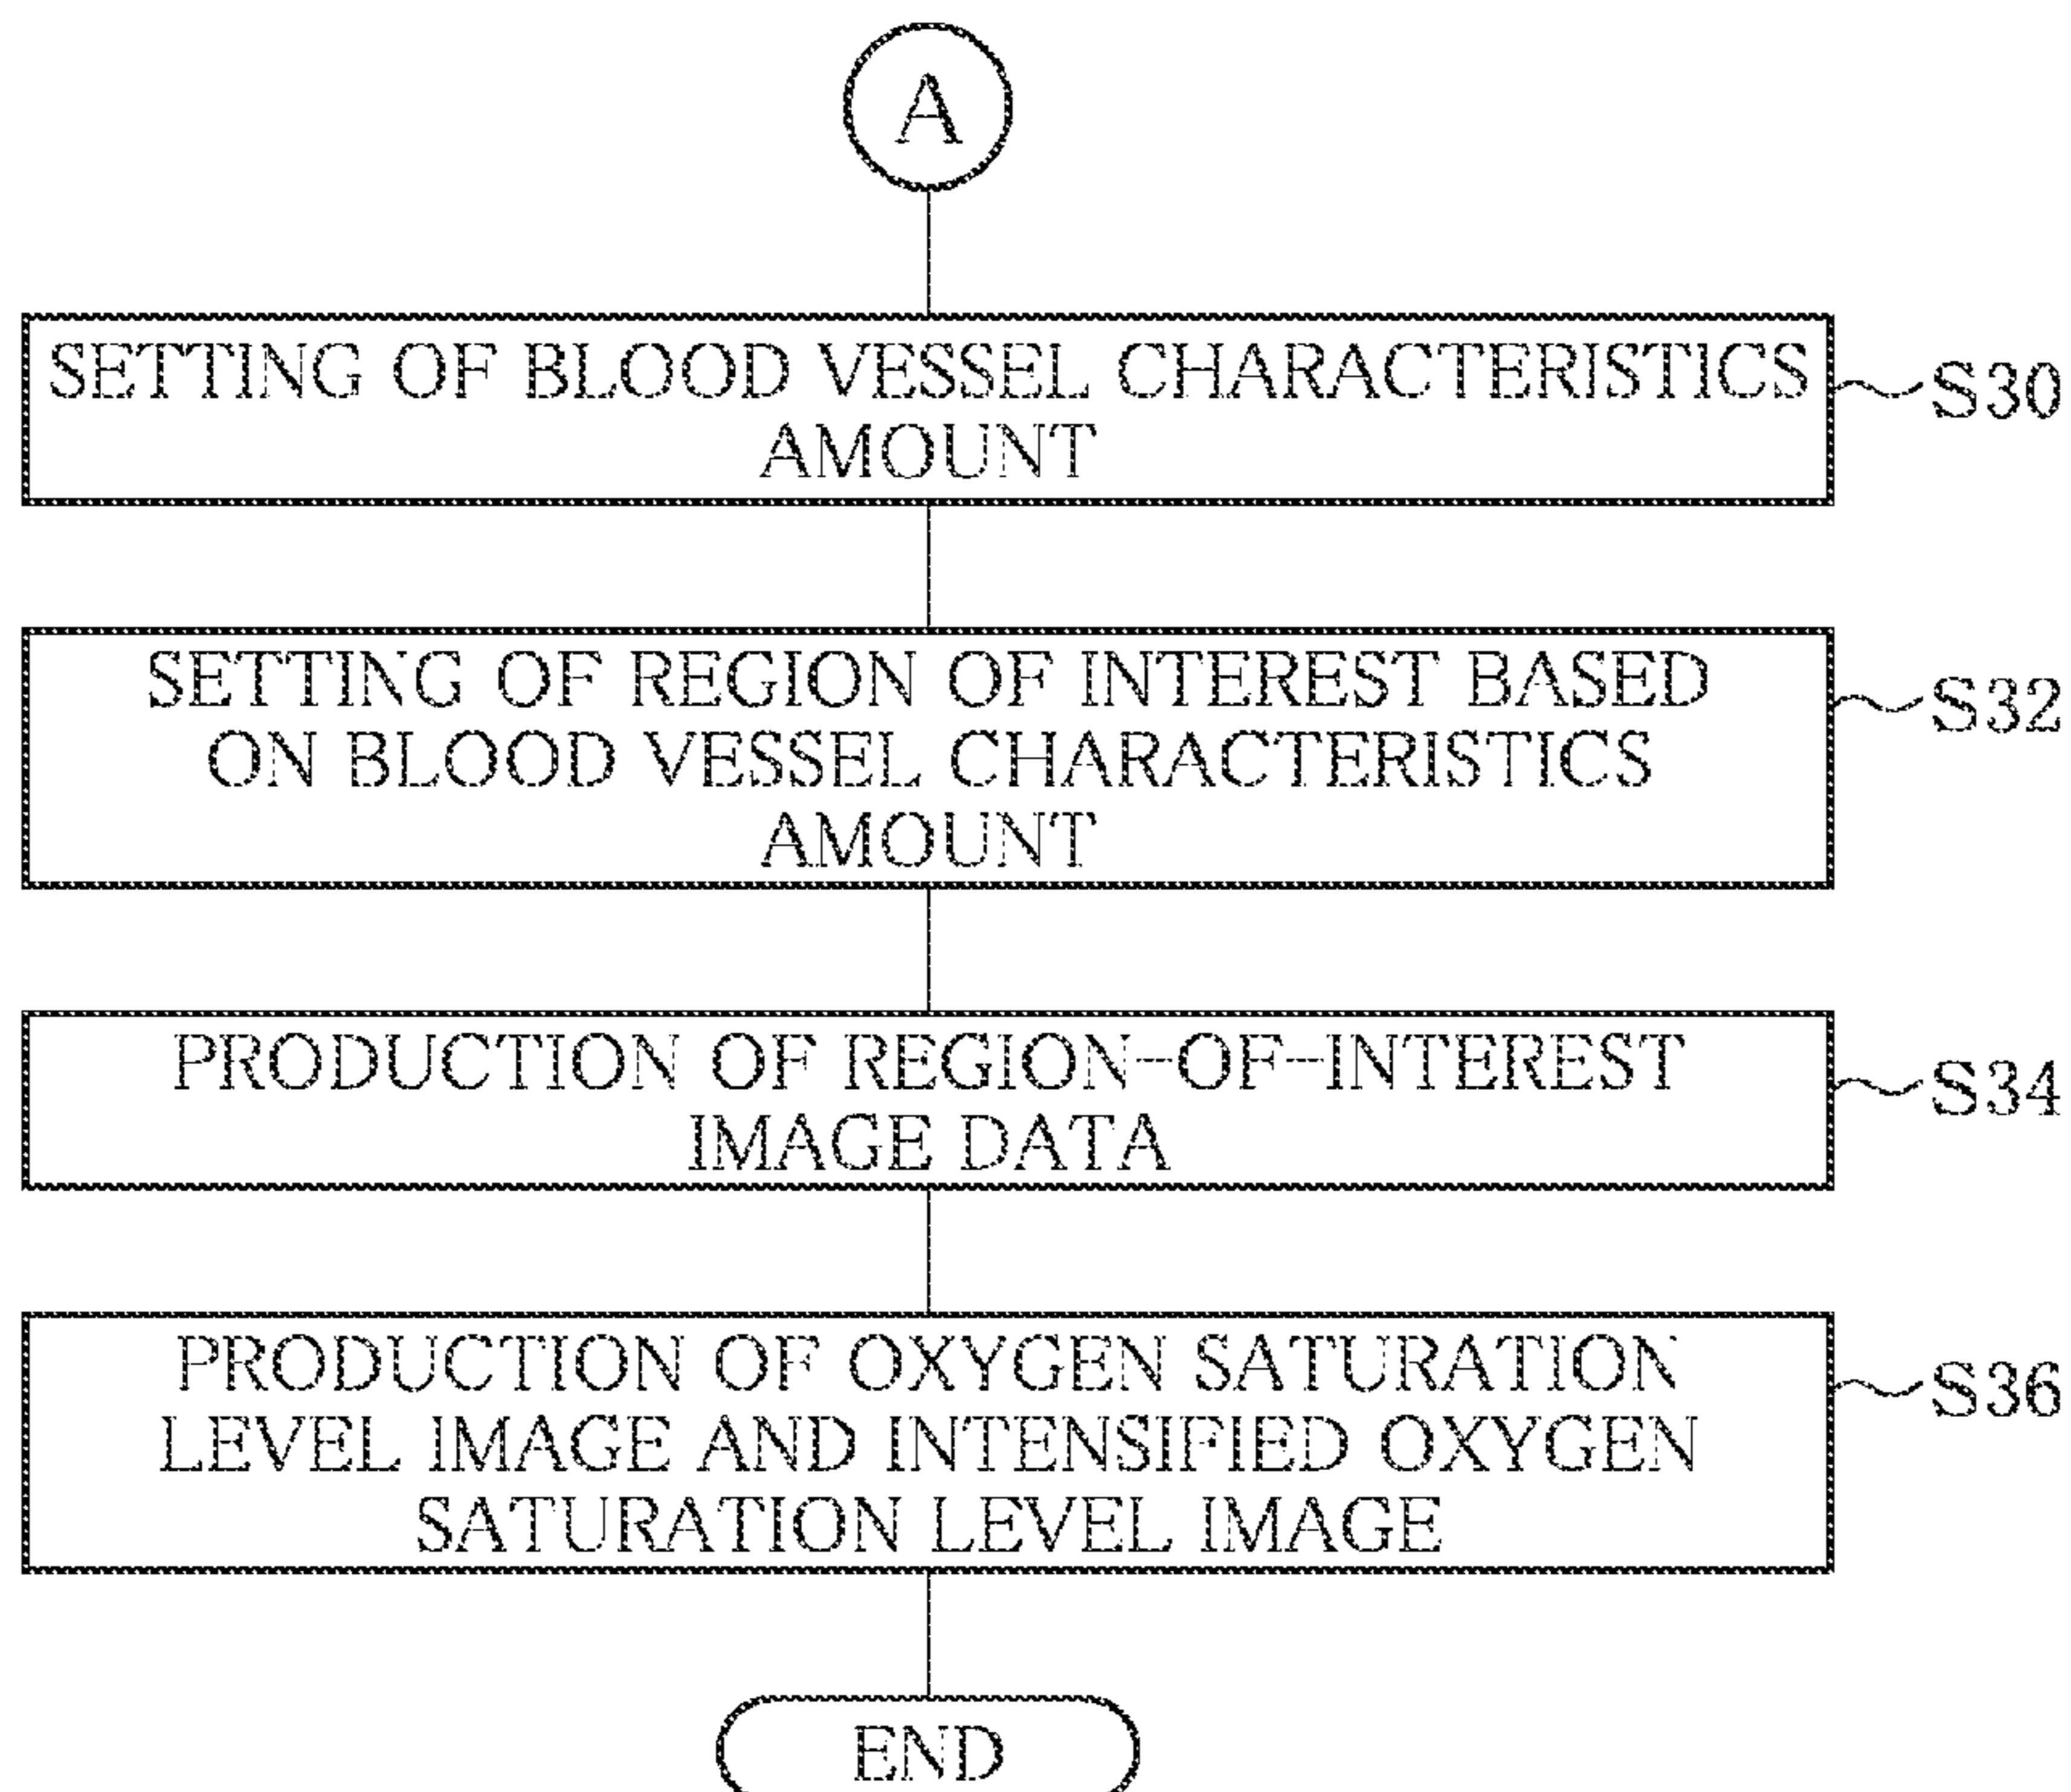 A
SETTING OF BLOOD VESSEL CHARACTERISTICS
AMOUNT
S30
SETTING OF REGION OF INTEREST BASED
ON BLOOD VESSEL CHARACTERISTICS
AMOUNT
S32
PRODUCTION OF REGION-OF-INTEREST
IMAGE DATA
S34
PRODUCTION OF OXYGEN SATURATION
LEVEL IMAGE AND INTENSIFIED OXYGEN
SATURATION LEVEL IMAGE
S36
END